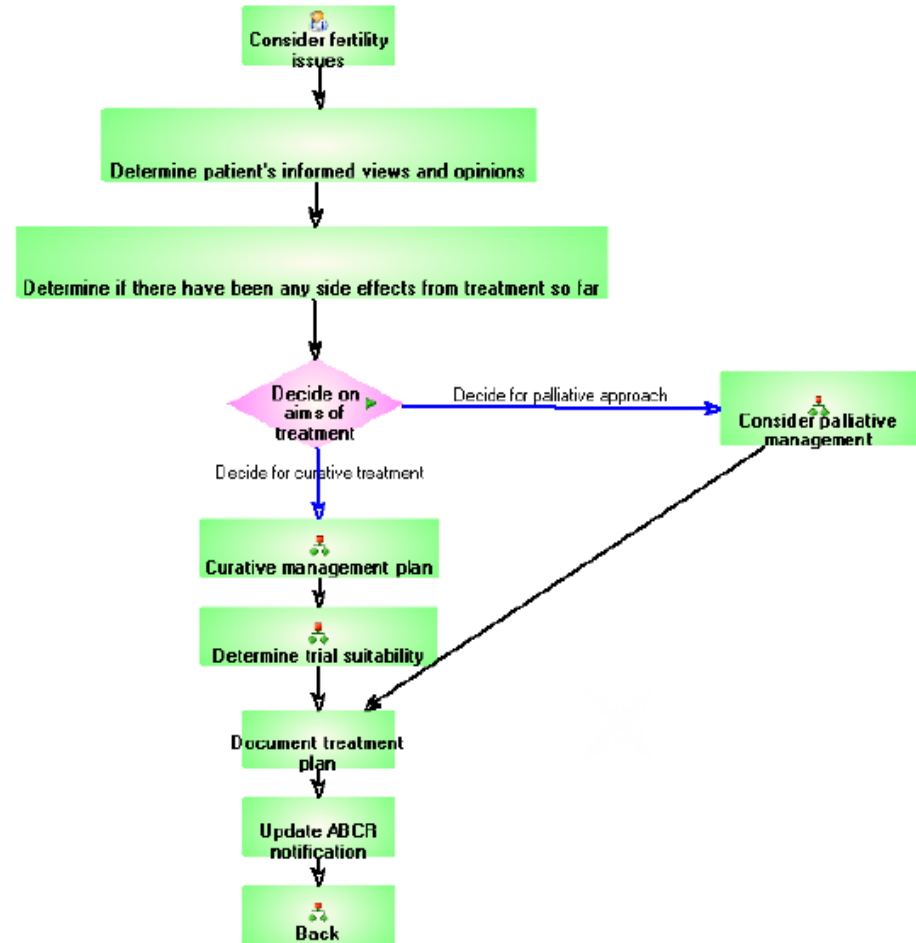 Consider fertility
issues
Determine patient's informed views and opinions
Determine if there have been any side effects from treatment so far
Decide on
aims of
treatment
Decide for palliative approach
Consider palliative
management
Decide for curative treatment
Curative management plan
Determine trial suitability
Document treatment
plan
Update ABCR
notification
Back